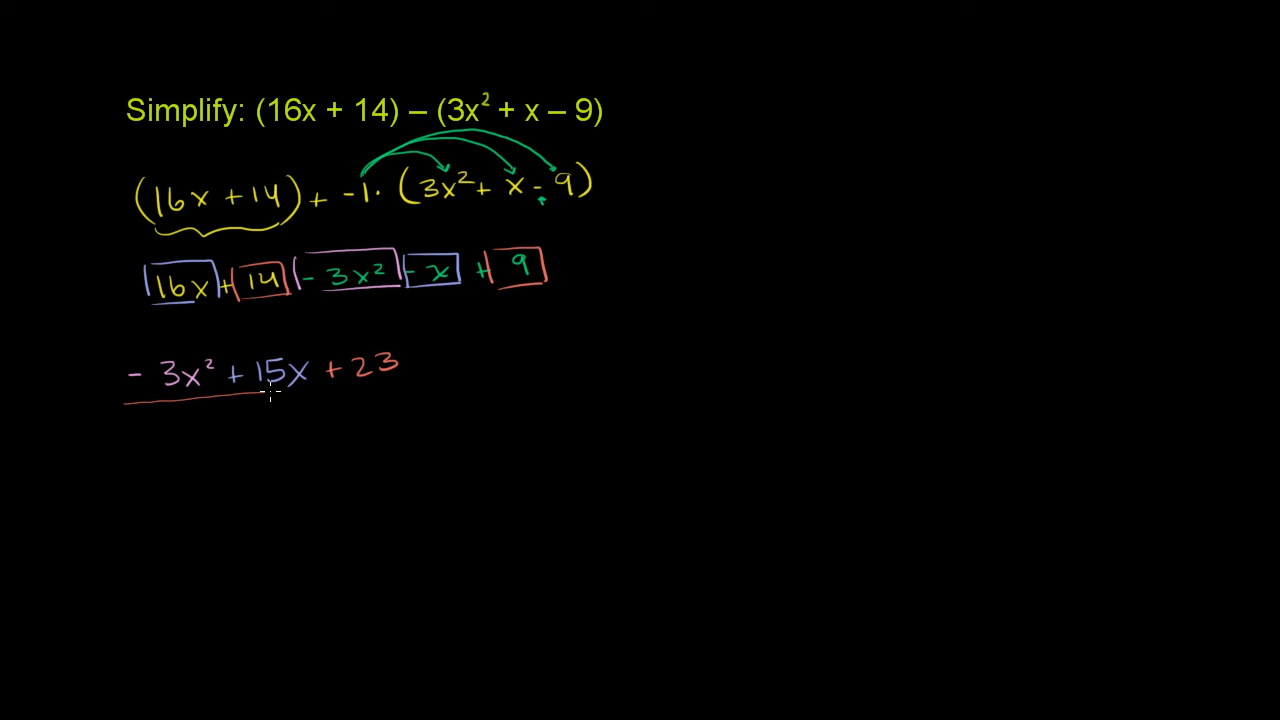 Simplify: (16x + 14) – (3x² + x – 9)
(16x + 14) + -1 · (3x² + x - 9)
16x + 14 - 3x² - x + 9
- 3x² + 15x + 23